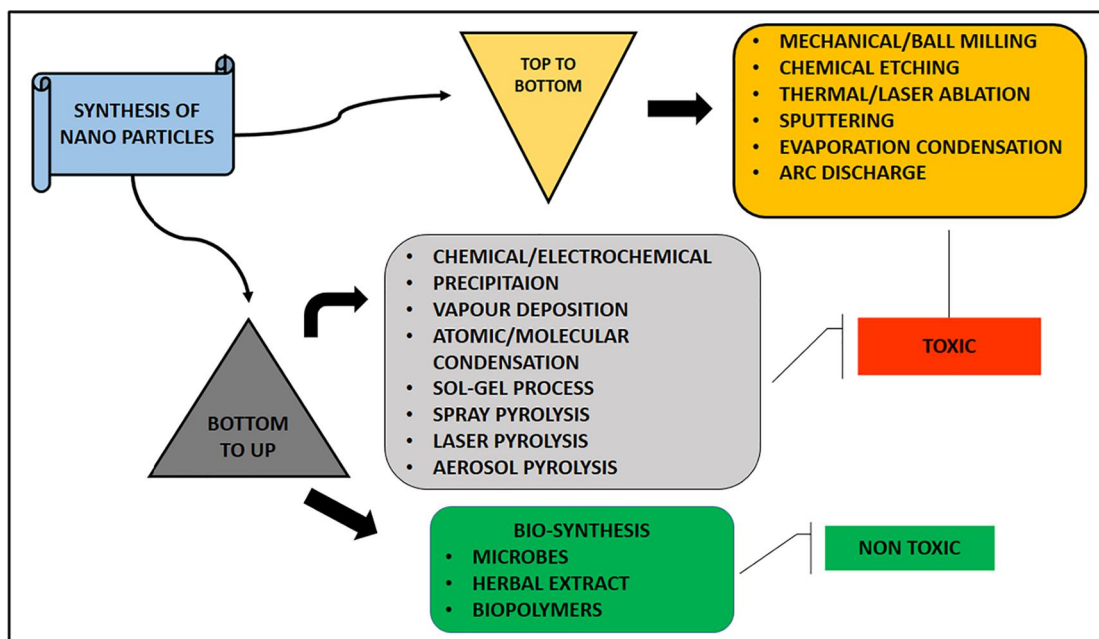 SYNTHESIS OF
NANO PARTICLES
TOP TO
BOTTOM
• MECHANICAL/BALL MILLING
• CHEMICAL ETCHING
• THERMAL/LASER ABLATION
• SPUTTERING
• EVAPORATION CONDENSATION
• ARC DISCHARGE
• CHEMICAL/ELECTROCHEMICAL
• PRECIPITAION
• VAPOUR DEPOSITION
• ATOMIC/MOLECULAR
CONDENSATION
• SOL-GEL PROCESS
• SPRAY PYROLYSIS
• LASER PYROLYSIS
• AEROSOL PYROLYSIS
TOXIC
BOTTOM
TO UP
BIO-SYNTHESIS
• MICROBES
• HERBAL EXTRACT
• BIOPOLYMERS
NON TOXIC